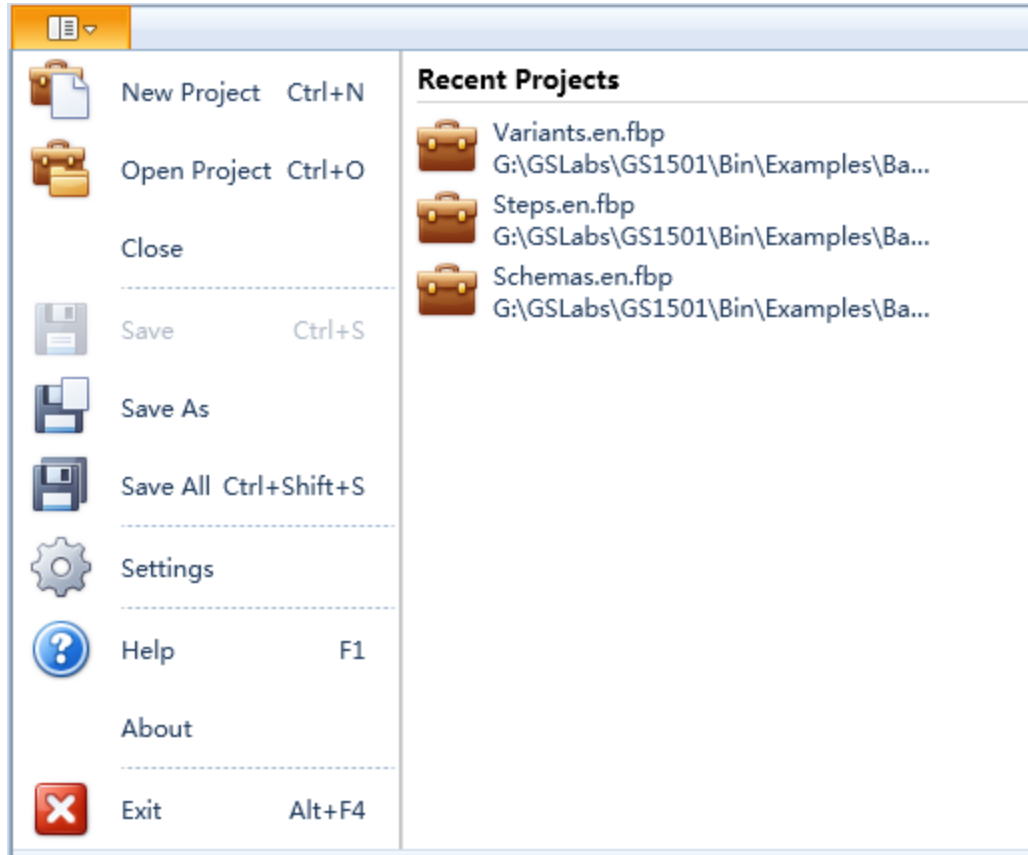 New Project Ctrl+N
Open Project Ctrl+O
Close
Save Ctrl+S
Save As
Save All Ctrl+Shift+S
Settings
Help F1
About
Exit Alt+F4
Recent Projects
Variants.en.fbp
G:\GSLabs\GS1501\Bin\Examples\Ba...
Steps.en.fbp
G:\GSLabs\GS1501\Bin\Examples\Ba...
Schemas.en.fbp
G:\GSLabs\GS1501\Bin\Examples\Ba...